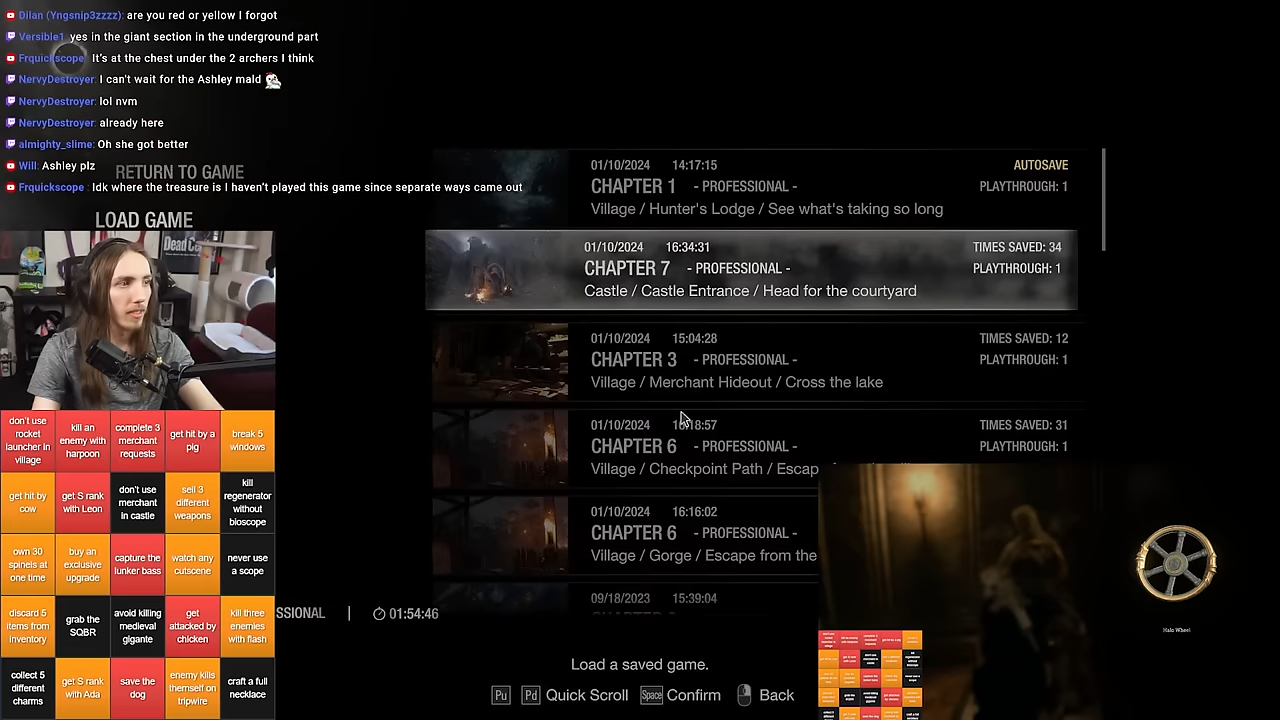 Dilan (Yngsnip3zzzz): are you red or yellow I forgot
Versible1 yes in the giant section in the underground part
Frquickscope It's at the chest under the 2 archers I think
NervyDestroyer: I can't wait for the Ashley mald
NervyDestroyer: lol nvm
NervyDestroyer: already here
almighty_slime: Oh she got better
Will: Ashley plz
Frquickscope: Idk where the treasure is I haven't played this game since separate ways came out
RETURN TO GAME
LOAD GAME
01/10/2024 14:17:15 AUTOSAVE
CHAPTER 1 - PROFESSIONAL - PLAYTHROUGH: 1
Village / Hunter's Lodge / See what's taking so long
01/10/2024 16:34:31 TIMES SAVED: 34
CHAPTER 7 - PROFESSIONAL - PLAYTHROUGH: 1
Castle / Castle Entrance / Head for the courtyard
01/10/2024 15:04:28 TIMES SAVED: 12
CHAPTER 3 - PROFESSIONAL - PLAYTHROUGH: 1
Village / Merchant Hideout / Cross the lake
01/10/2024 8:57 TIMES SAVED: 31
CHAPTER 6 - PROFESSIONAL - PLAYTHROUGH: 1
Village / Checkpoint Path / Escap
01/10/2024 16:16:02
CHAPTER 6 - PROFESSIONAL -
Village / Gorge / Escape from the
09/18/2023 15:39:04
SSIONAL | 01:54:46
Load a saved game.
Pu Pd Quick Scroll Space Confirm Back
Halo Wheel
Dead Ce
don't use
rocket
launcher in
village
kill an
enemy with
harpoon
complete 3
merchant
requests
get hit by a
pig
break 5
windows
get hit by
cow
get S rank
with Leon
don't use
merchant
in castle
sell 3
different
weapons
kill
regenerator
without
bioscope
own 30
spinels at
one time
buy an
exclusive
upgrade
capture the
lunker bass
watch any
cutscene
never use
a scope
discard 5
items from
inventory
grab the
SQBR
avoid killing
medieval
gigante
get
attacked by
chicken
kill three
enemies
with flash
collect 5
different
gems
get S rank
with Ada
save the
dog
enemy kills
themself on
tripwire
craft a full
necklace